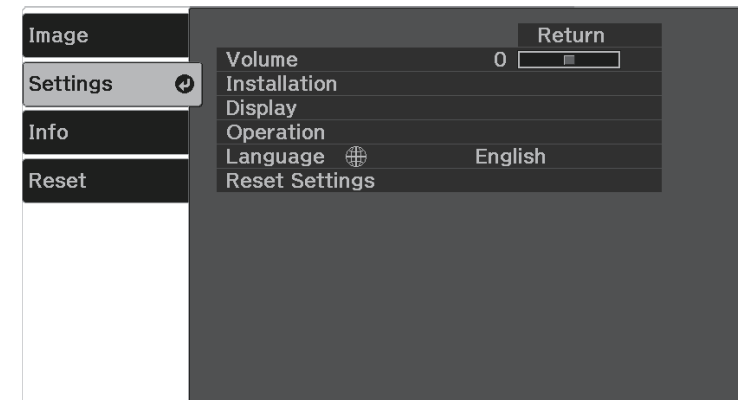 Image
Settings
Info
Reset
Return
Volume 0
Installation
Display
Operation
Language English
Reset Settings